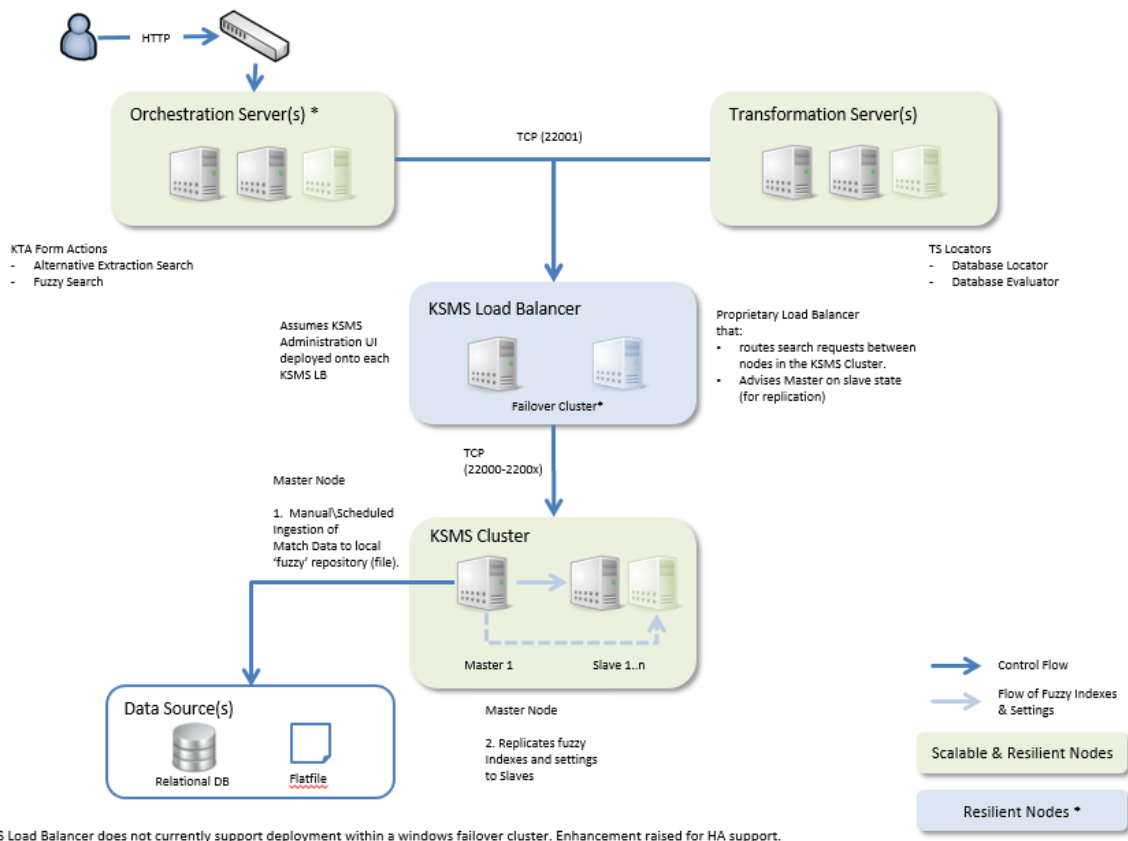 HTTP
Orchestration Server(s) *
Transformation Server(s)
TCP (22001)
KTA Form Actions
- Alternative Extraction Search
- Fuzzy Search
TS Locators
- Database Locator
- Database Evaluator
KSMS Load Balancer
Failover Cluster*
Assumes KSMS
Administration UI
deployed onto each
KSMS LB
Proprietary Load Balancer
that:
• routes search requests between
nodes in the KSMS Cluster.
• Advises Master on slave state
(for replication)
TCP
(22000-2200x)
Master Node
1. Manual\Scheduled
Ingestion of
Match Data to local
'fuzzy' repository (file).
KSMS Cluster
Master 1
Slave 1..n
Data Source(s)
Relational DB
Flatfile
Master Node
2. Replicates fuzzy
Indexes and settings
to Slaves
Control Flow
Flow of Fuzzy Indexes
& Settings
Scalable & Resilient Nodes
Resilient Nodes *
S Load Balancer does not currently support deployment within a windows failover cluster. Enhancement raised for HA support.